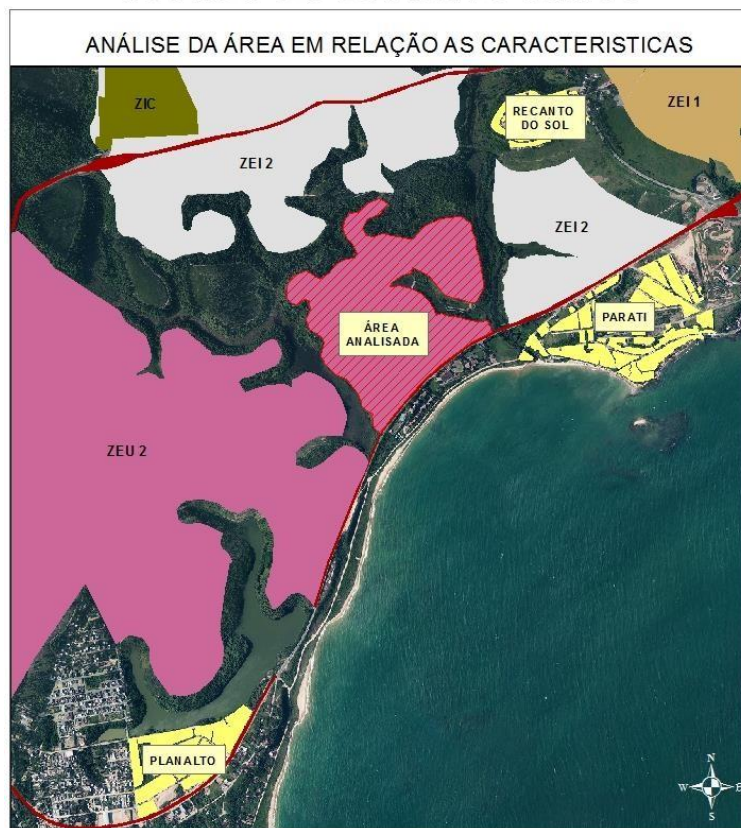 ANÁLISE DA ÁREA EM RELAÇÃO AS CARACTERISTICAS
ZIC
RECANTO
DO SOL
ZEI 1
ZEI 2
ZEI 2
ÁREA
ANALISADA
PARATI
ZEU 2
PLANALTO
N
W
E
S